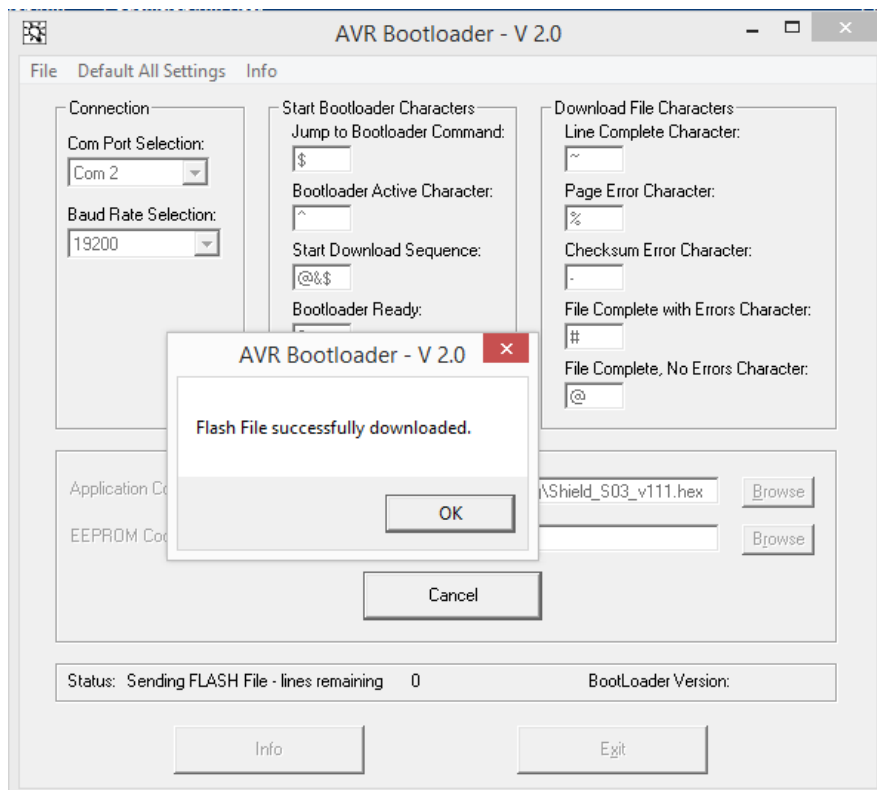 AVR Bootloader - V 2.0
File Default All Settings Info
Connection
Com Port Selection:
Com 2
Baud Rate Selection:
19200
Start Bootloader Characters
Jump to Bootloader Command:
$
Bootloader Active Character:
^
Start Download Sequence:
@&$
Bootloader Ready:
Download File Characters
Line Complete Character:
~
Page Error Character:
%
Checksum Error Character:
-
File Complete with Errors Character:
#
File Complete, No Errors Character:
@
AVR Bootloader - V 2.0
Flash File successfully downloaded.
OK
Application
\Shield_S03_v111.hex Browse
EEPROM
Browse
Cancel
Status: Sending FLASH File - lines remaining 0 BootLoader Version:
Info Exit